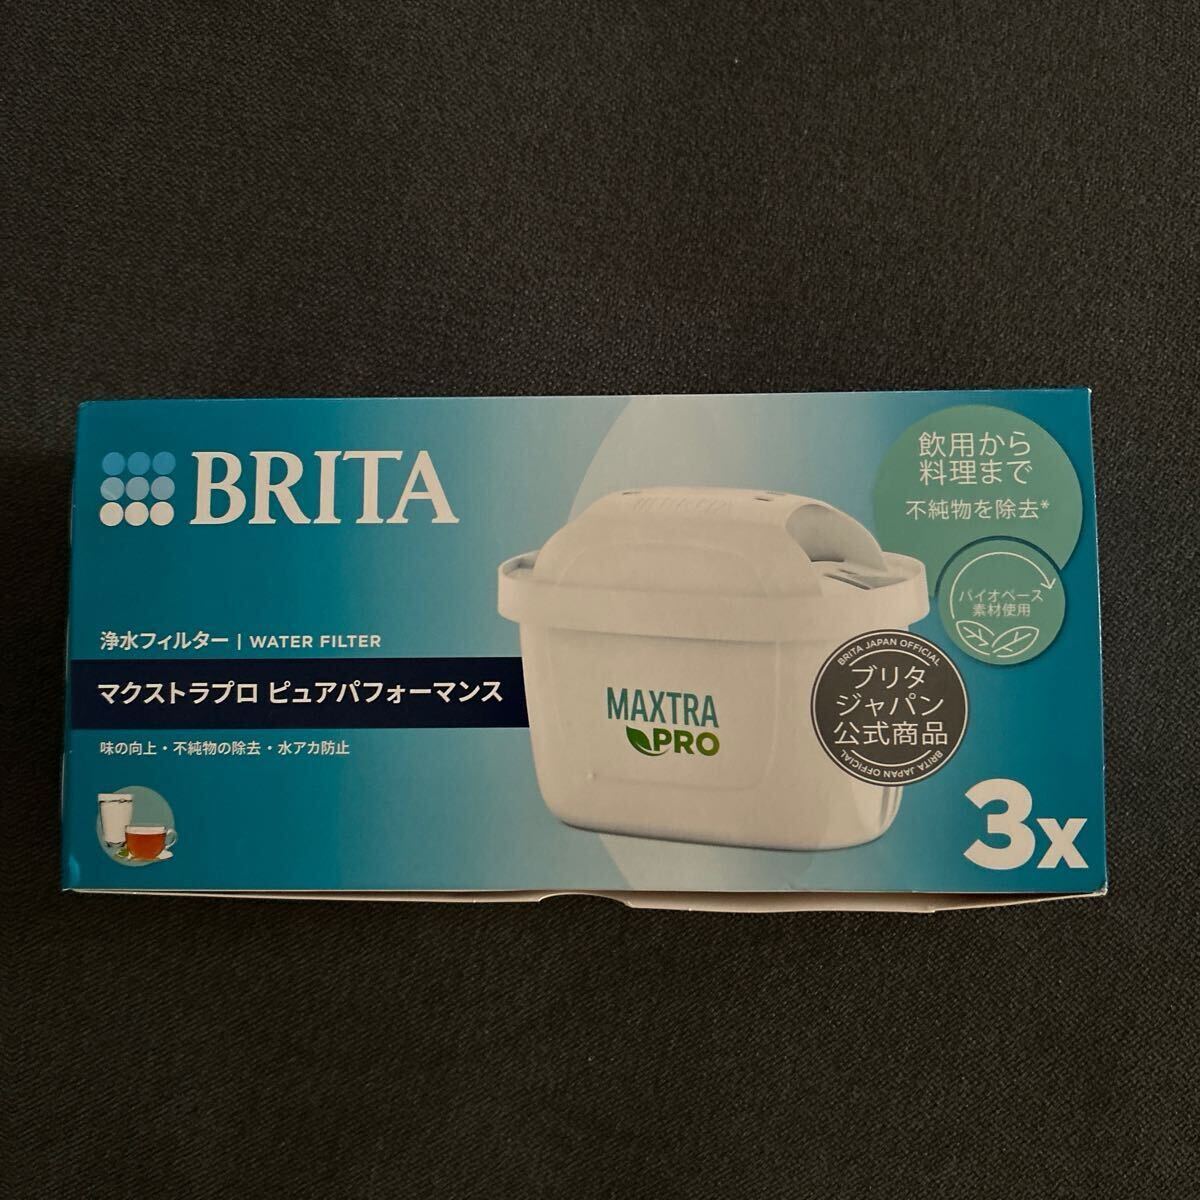 BRITA
浄水フィルター | WATER FILTER
マクストラプロ ピュアパフォーマンス
味の向上・不純物の除去・水アカ防止
MAXTRA
PRO
飲用から
料理まで
不純物を除去*
バイオベース
素材使用
BRITA JAPAN OFFICIAL
ブリタ
ジャパン
公式商品
BRITA JAPAN OFFICIAL
3x